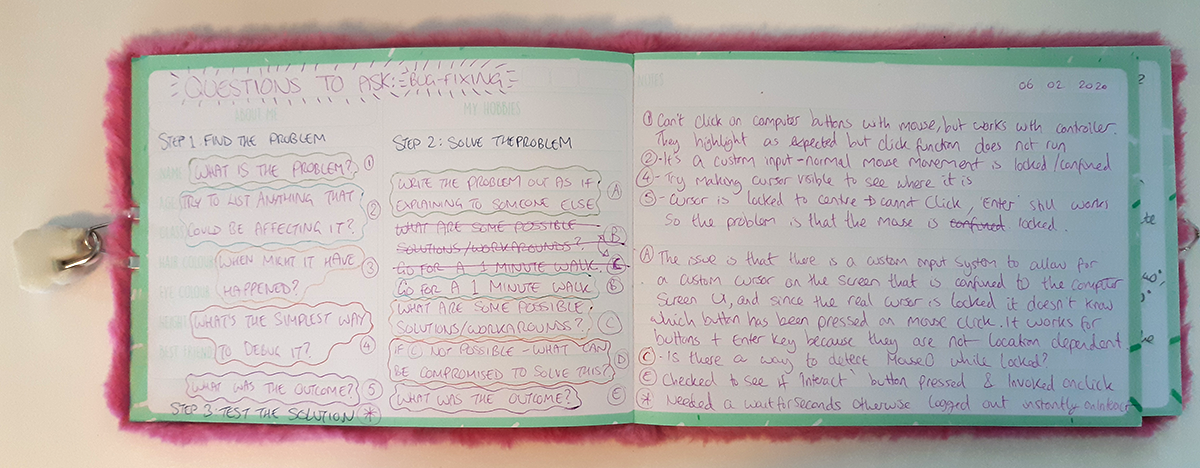 QUESTIONS TO ASK: BUG-FIXING
ABOUT ME
STEP 1 FIND THE PROBLEM
NAME
WHAT IS THE PROBLEM? 1
AGE
TRY TO LIST ANYTHING THAT
COULD BE AFFECTING IT? 2
HAIR COLOUR
WHEN MIGHT IT HAVE
EYE COLOUR
HAPPENED? 3
HEIGHT
WHAT'S THE SIMPLEST WAY
BEST FRIEND
TO DEBUG IT? 4
WHAT WAS THE OUTCOME? 5
STEP 3 TEST THE SOLUTION *
MY HOBBIES
STEP 2: SOLVE THE PROBLEM
WRITE THE PROBLEM OUT AS IF
EXPLAINING TO SOMEONE ELSE A
WHAT ARE SOME POSSIBLE
SOLUTIONS/WORKAROUNDS? B
GO FOR A 1 MINUTE WALK. C
GO FOR A 1 MINUTE WALK B
WHAT ARE SOME POSSIBLE
SOLUTIONS/WORKAROUNDS? C
IF C NOT POSSIBLE - WHAT CAN
BE COMPROMISED TO SOLVE THIS? D
WHAT WAS THE OUTCOME? E
06 02 2020
1 Can't click on computer buttons with mouse, but works with controller.
They highlight as expected but click function does not run
2 - It's a custom input - normal mouse movement is locked/confined
4 - Try making cursor visible to see where it is
5 - Cursor is locked to centre + cannot click, 'Enter' still works
So the problem is that the mouse is confined locked.
A The issue is that there is a custom input system to allow for
a custom cursor on the screen that is confined to the computer
screen UI, and since the real cursor is locked it doesn't know
which button has been pressed on mouse click. It works for
buttons + Enter key because they are not location dependent.
C - Is there a way to detect Mouse0 while locked?
E Checked to see if 'Interact' button pressed & Invoked onclick
* Needed a waitforseconds otherwise logged out instantly on Interact